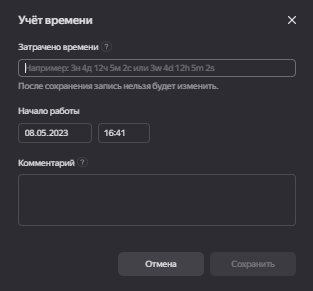 Учёт времени
Затрачено времени ?
Например: 3н 4д 12ч 5м 2с или 3w 4d 12h 5m 2s
После сохранения запись нельзя будет изменить.
Начало работы
08.05.2023 16:41
Комментарий ?
Отмена Сохранить